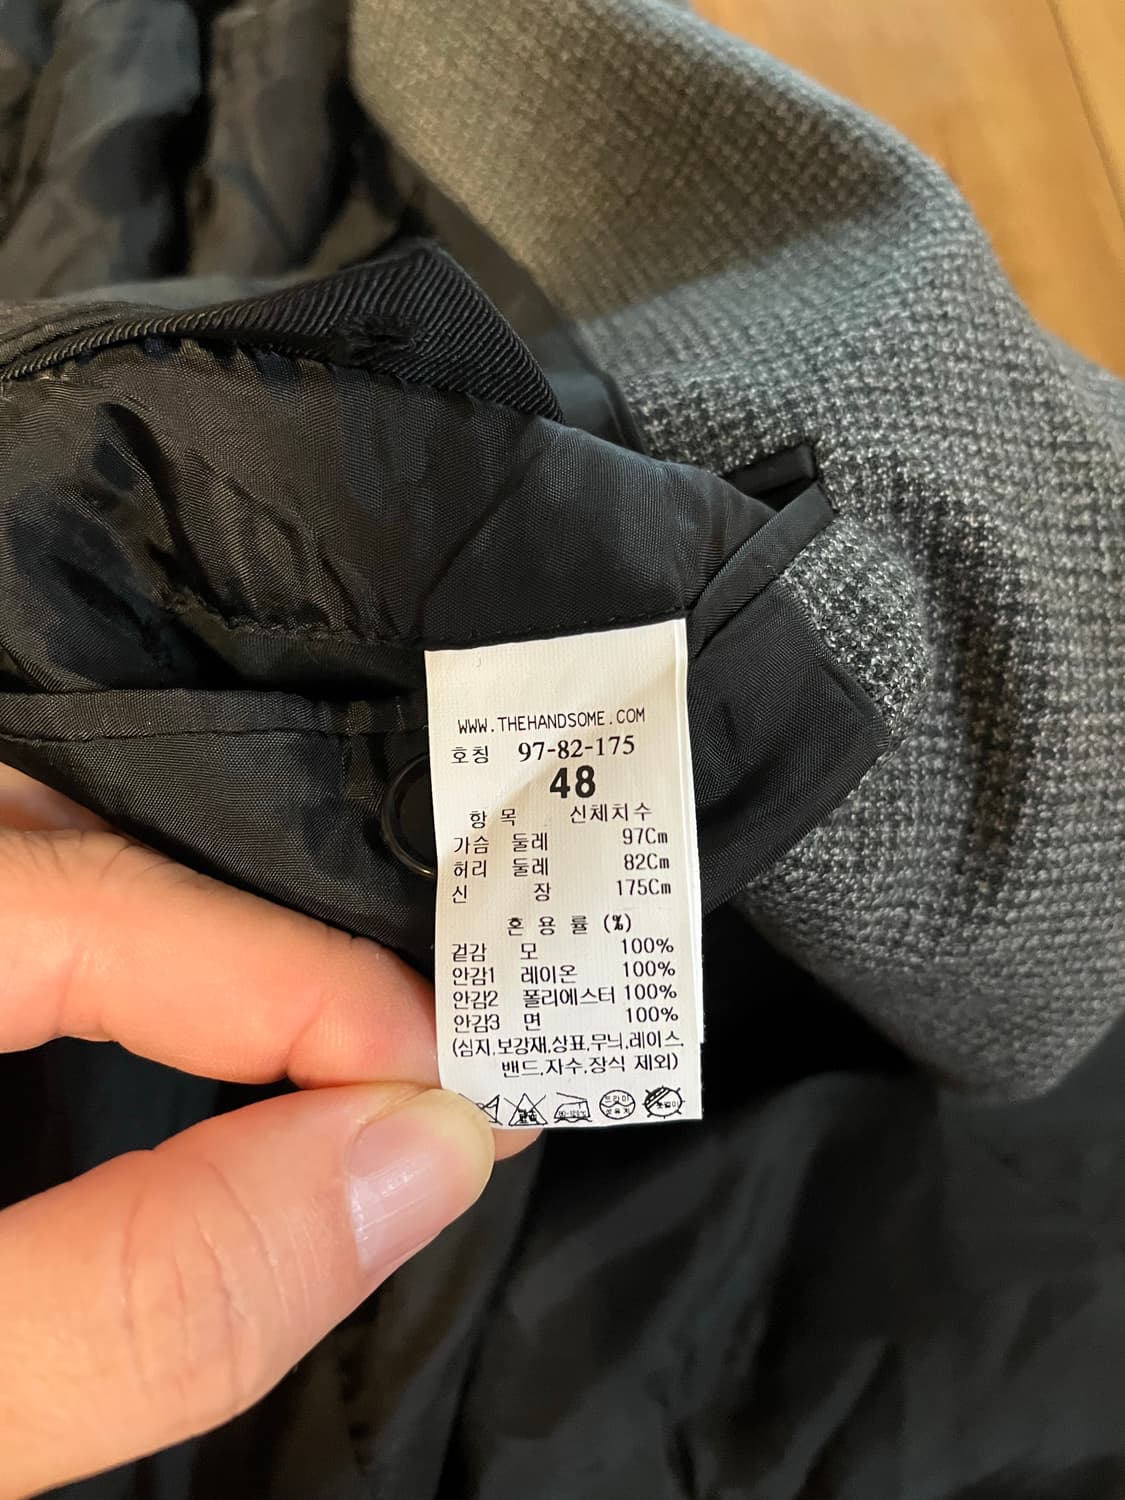 WWW.THEHANDSOME.COM
호칭 97-82-175
48
항 목 신체치수
가슴 둘레 97Cm
허리 둘레 82Cm
신 장 175Cm
혼 용 률 (%)
겉감 모 100%
안감1 레이온 100%
안감2 폴리에스터 100%
안감3 면 100%
(심지,보강재,상표,무늬,레이스,
밴드,자수,장식 제외)